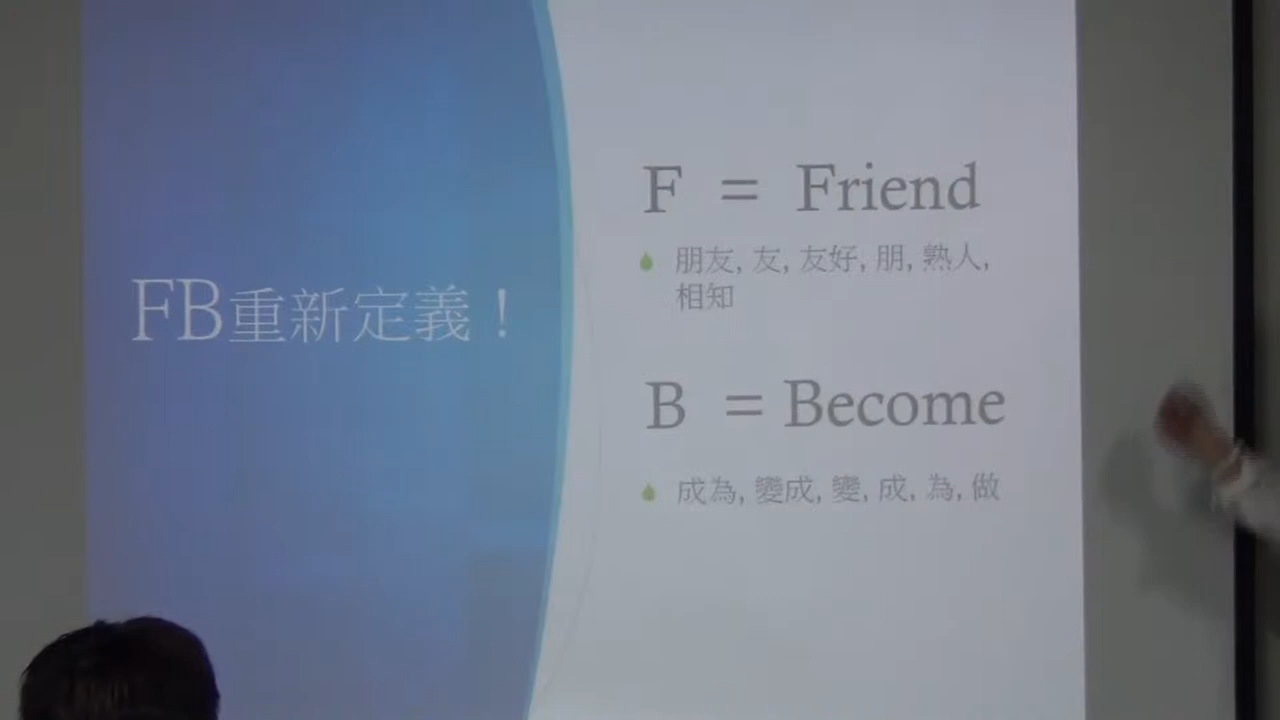 FB重新定義！
F = Friend
朋友, 友, 友好, 朋, 熟人,
相知
B = Become
成為, 變成, 變, 成, 為, 做